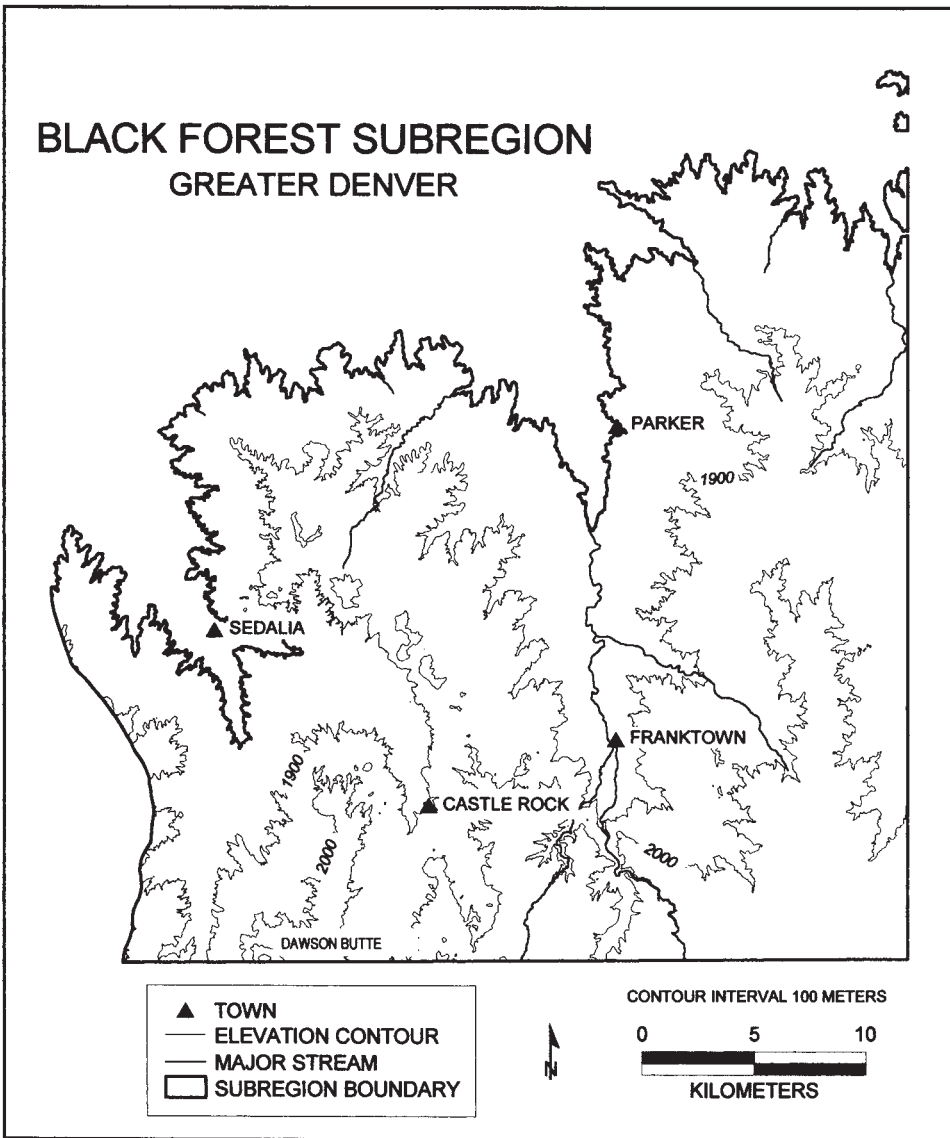 BLACK FOREST SUBREGION
GREATER DENVER
PARKER
1900
SEDALIA
FRANKTOWN
1900
CASTLE ROCK
2000
2000
DAWSON BUTTE
TOWN
ELEVATION CONTOUR
MAJOR STREAM
SUBREGION BOUNDARY
N
CONTOUR INTERVAL 100 METERS
0 5 10
KILOMETERS